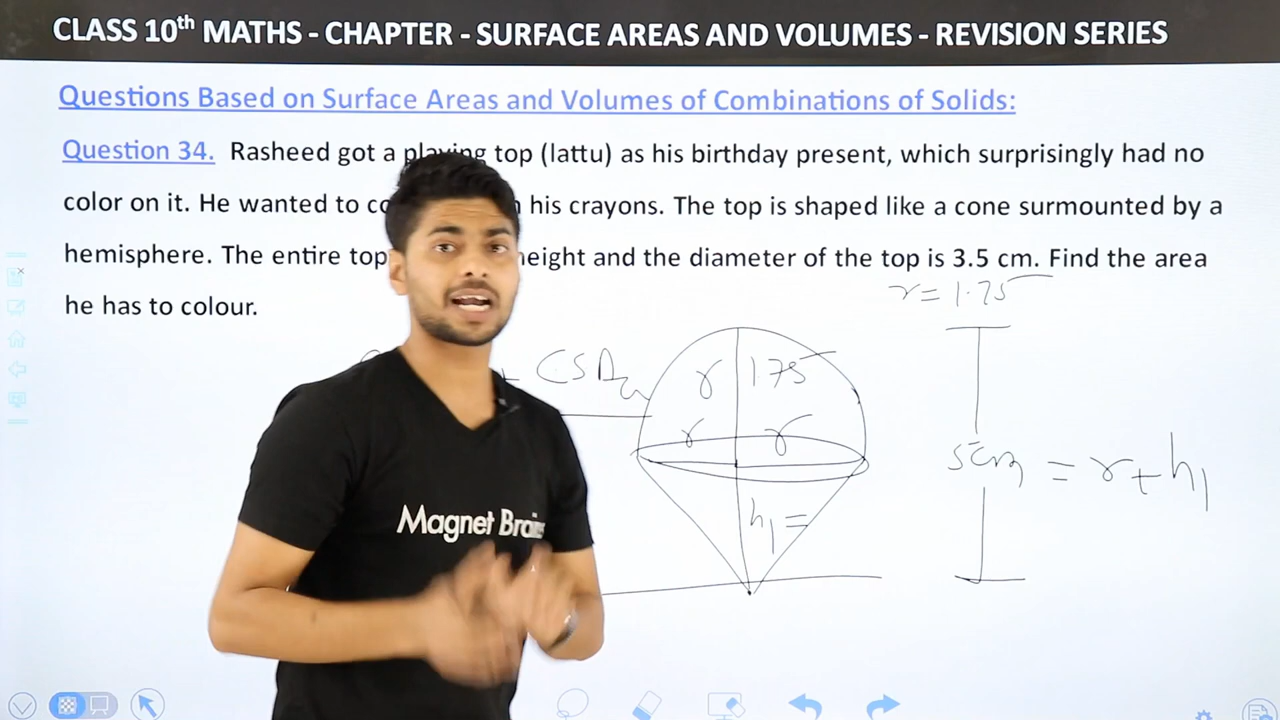 CLASS 10th MATHS - CHAPTER - SURFACE AREAS AND VOLUMES - REVISION SERIES
Questions Based on Surface Areas and Volumes of Combinations of Solids:
Question 34. Rasheed got a playing top (lattu) as his birthday present, which surprisingly had no
color on it. He wanted to co his crayons. The top is shaped like a cone surmounted by a
hemisphere. The entire top height and the diameter of the top is 3.5 cm. Find the area
he has to colour.
r = 1.75
+ CSA
r 1.75
r r
5cm = r + h1
h1 =
Magnet Brains